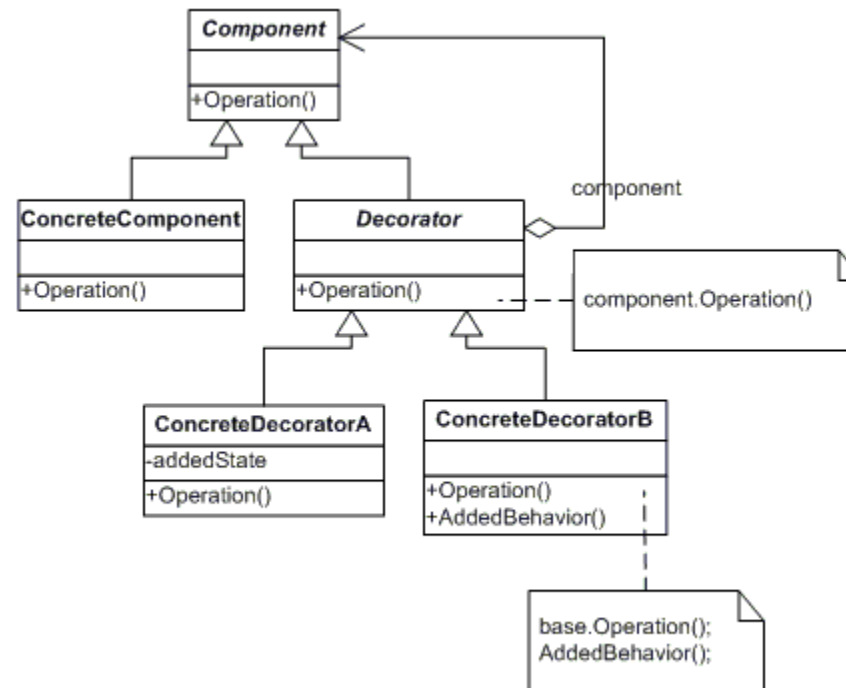 Component
+Operation()
component
ConcreteComponent
+Operation()
Decorator
+Operation()
component.Operation()
ConcreteDecoratorA
-addedState
+Operation()
ConcreteDecoratorB
+Operation()
+AddedBehavior()
base.Operation();
AddedBehavior();